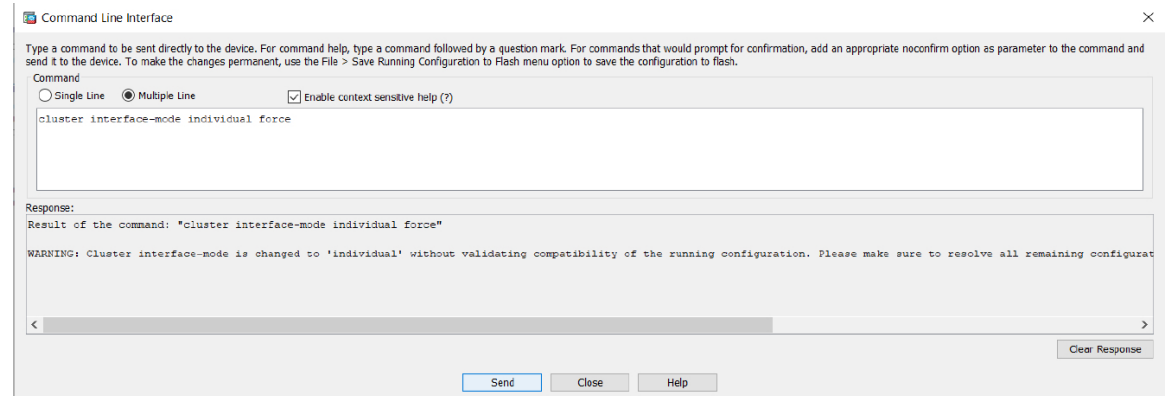 Command Line Interface
Type a command to be sent directly to the device. For command help, type a command followed by a question mark. For commands that would prompt for confirmation, add an appropriate noconfirm option as parameter to the command and
send it to the device. To make the changes permanent, use the File > Save Running Configuration to Flash menu option to save the configuration to flash.
Command
Single Line Multiple Line Enable context sensitive help (?)
cluster interface-mode individual force
Response:
Result of the command: "cluster interface-mode individual force"
WARNING: Cluster interface-mode is changed to 'individual' without validating compatibility of the running configuration. Please make sure to resolve all remaining configurat
Clear Response
Send Close Help